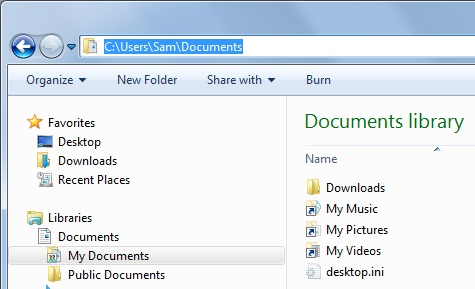 C:\Users\Sam\Documents
Organize New Folder Share with Burn
Favorites
Desktop
Downloads
Recent Places
Libraries
Documents
My Documents
Public Documents
Documents library
Name
Downloads
My Music
My Pictures
My Videos
desktop.ini